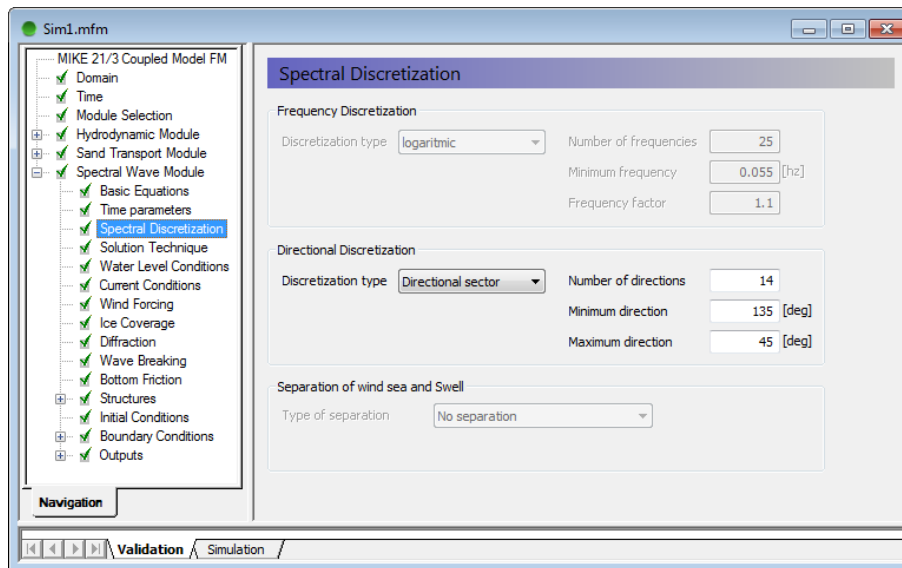 Sim1.mfm
MIKE 21/3 Coupled Model FM
Domain
Time
Module Selection
Hydrodynamic Module
Sand Transport Module
Spectral Wave Module
Basic Equations
Time parameters
Spectral Discretization
Solution Technique
Water Level Conditions
Current Conditions
Wind Forcing
Ice Coverage
Diffraction
Wave Breaking
Bottom Friction
Structures
Initial Conditions
Boundary Conditions
Outputs
Navigation
Spectral Discretization
Frequency Discretization
Discretization type logaritmic Number of frequencies 25
Minimum frequency 0.055 [hz]
Frequency factor 1.1
Directional Discretization
Discretization type Directional sector Number of directions 14
Minimum direction 135 [deg]
Maximum direction 45 [deg]
Separation of wind sea and Swell
Type of separation No separation
Validation Simulation